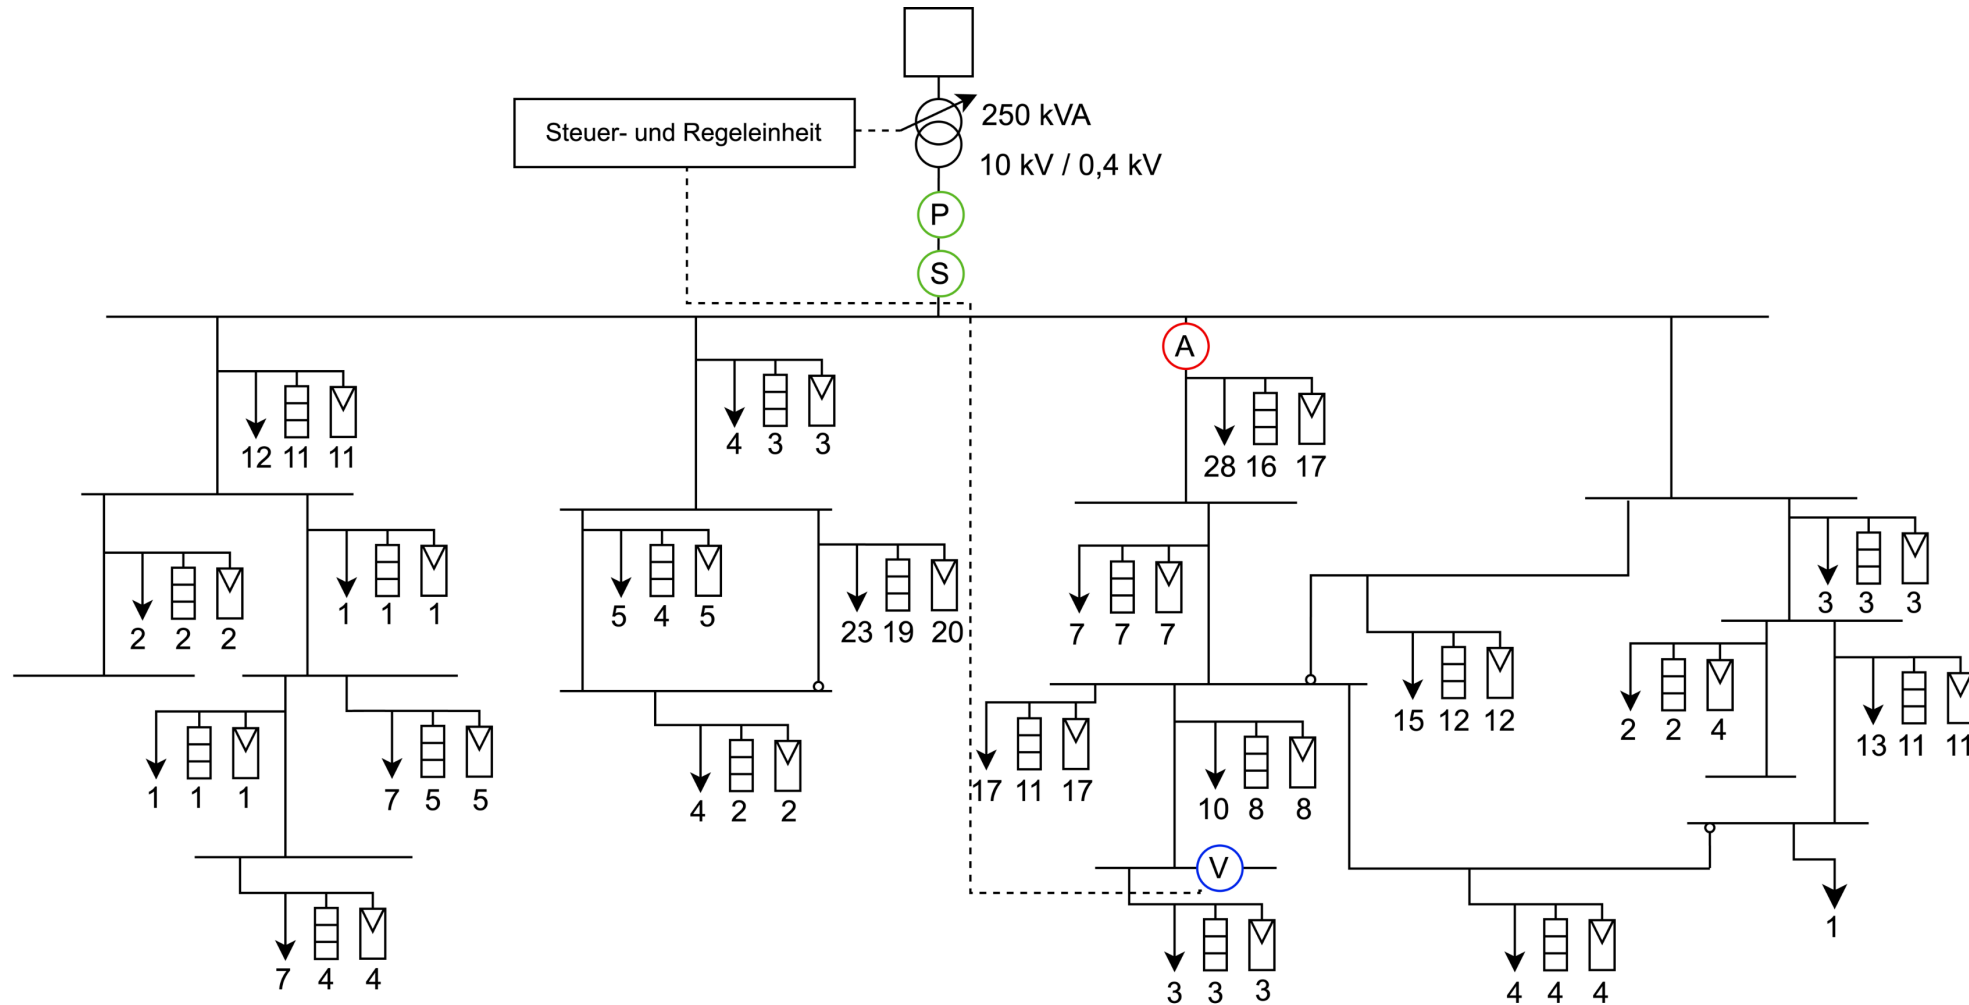 250 kVA
Steuer- und Regeleinheit
10 kV / 0,4 kV
P
S
A
12 11 11
4 3 3
28 16 17
2 2 2
1 1 1
5 4 5
23 19 20
7 7 7
3 3 3
1 1 1
7 5 5
4 2 2
17 11 17
10 8 8
15 12 12
2 2 4
13 11 11
V
7 4 4
3 3 3
4 4 4
1